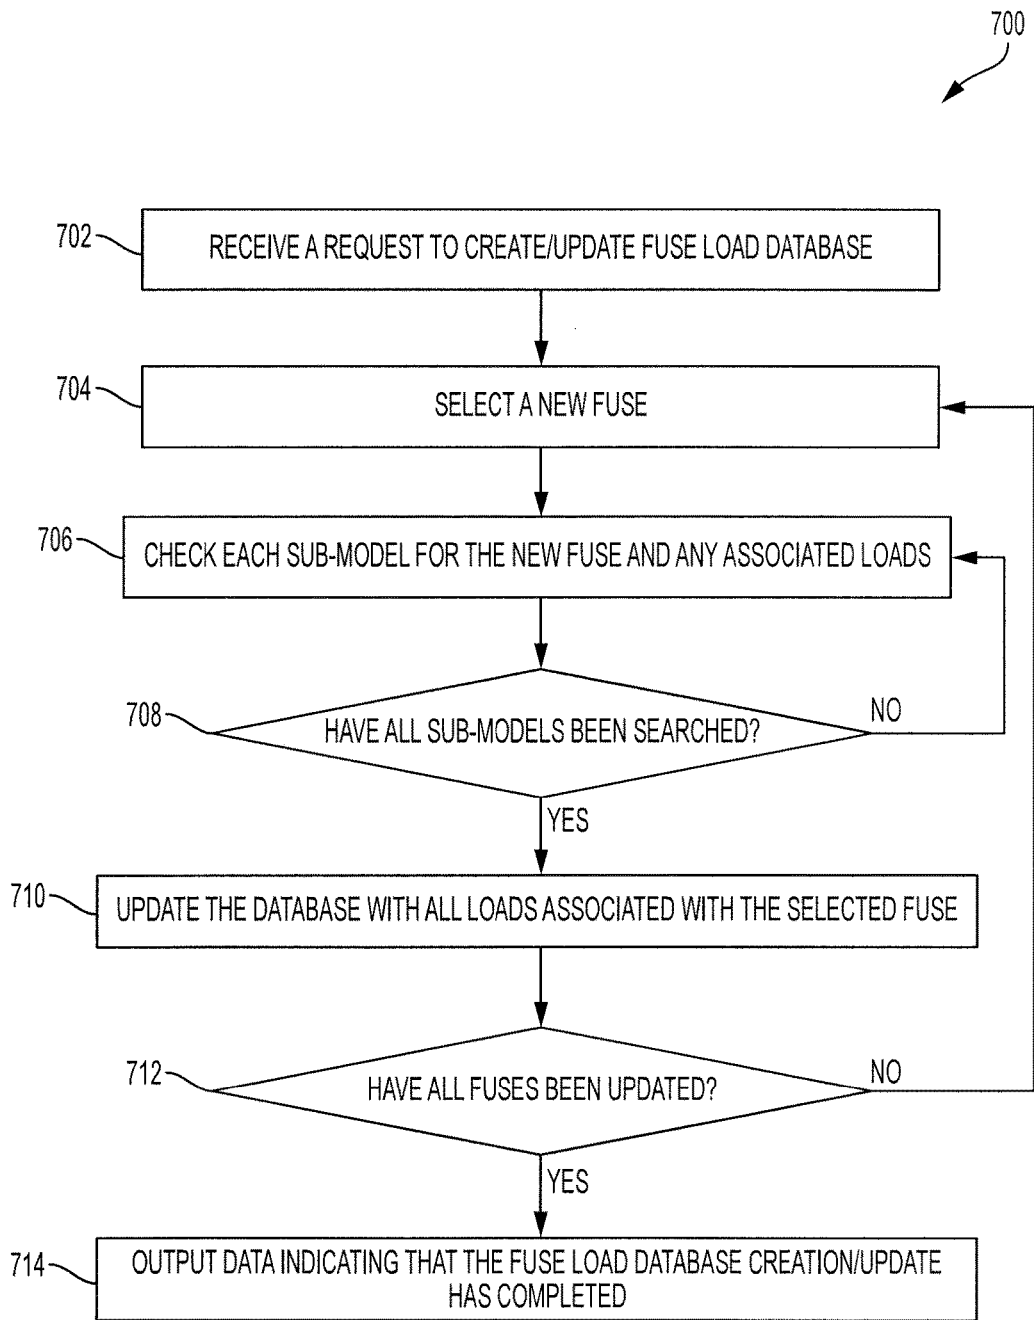 700
702
RECEIVE A REQUEST TO CREATE/UPDATE FUSE LOAD DATABASE
704
SELECT A NEW FUSE
706
CHECK EACH SUB-MODEL FOR THE NEW FUSE AND ANY ASSOCIATED LOADS
708
HAVE ALL SUB-MODELS BEEN SEARCHED?
NO
YES
710
UPDATE THE DATABASE WITH ALL LOADS ASSOCIATED WITH THE SELECTED FUSE
712
HAVE ALL FUSES BEEN UPDATED?
NO
YES
714
OUTPUT DATA INDICATING THAT THE FUSE LOAD DATABASE CREATION/UPDATE
HAS COMPLETED